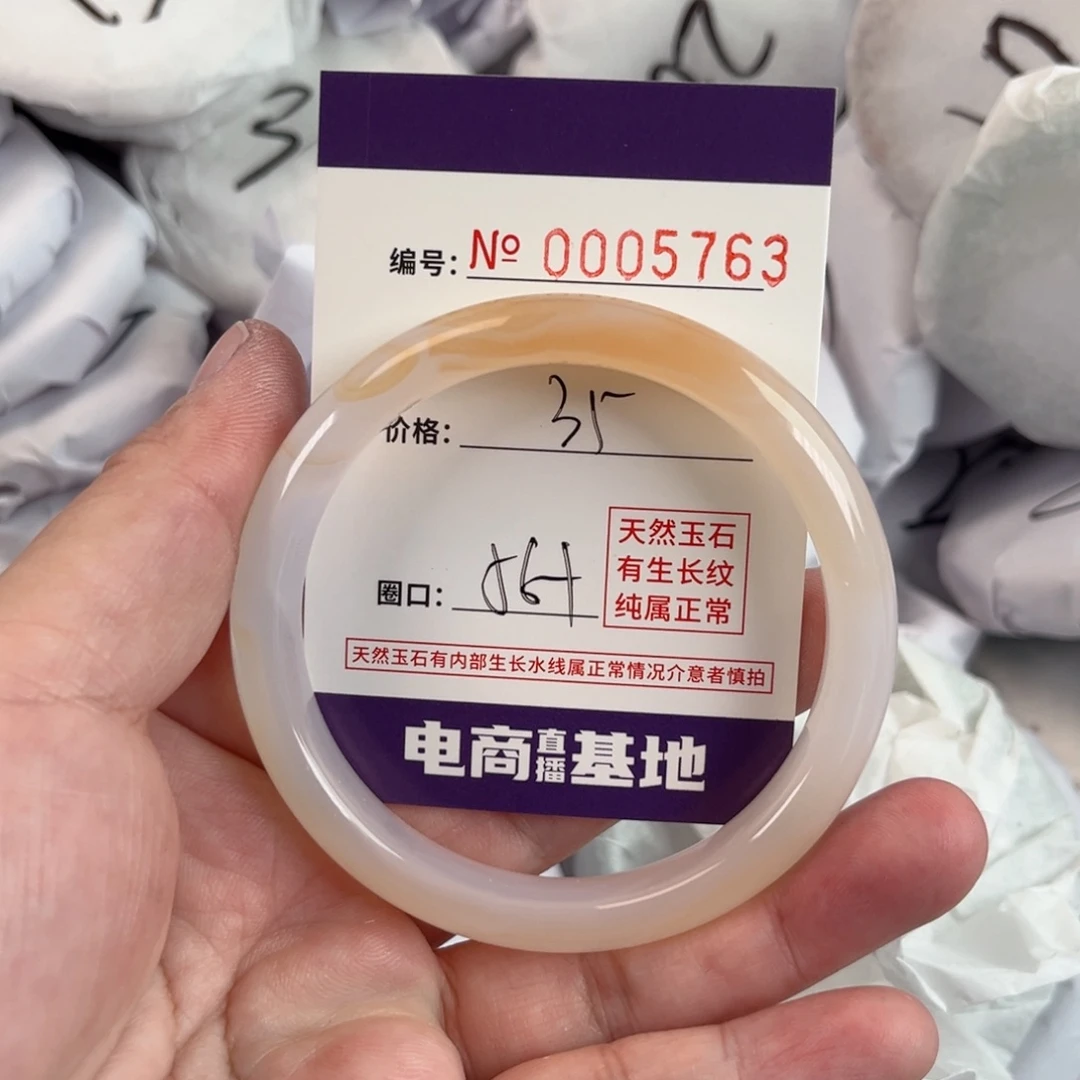 3
编号: № 0005763
价格: 35
圈口: 56
天然玉石
有生长纹
纯属正常
天然玉石有内部生长水线属正常情况介意者慎拍
电商直播基地